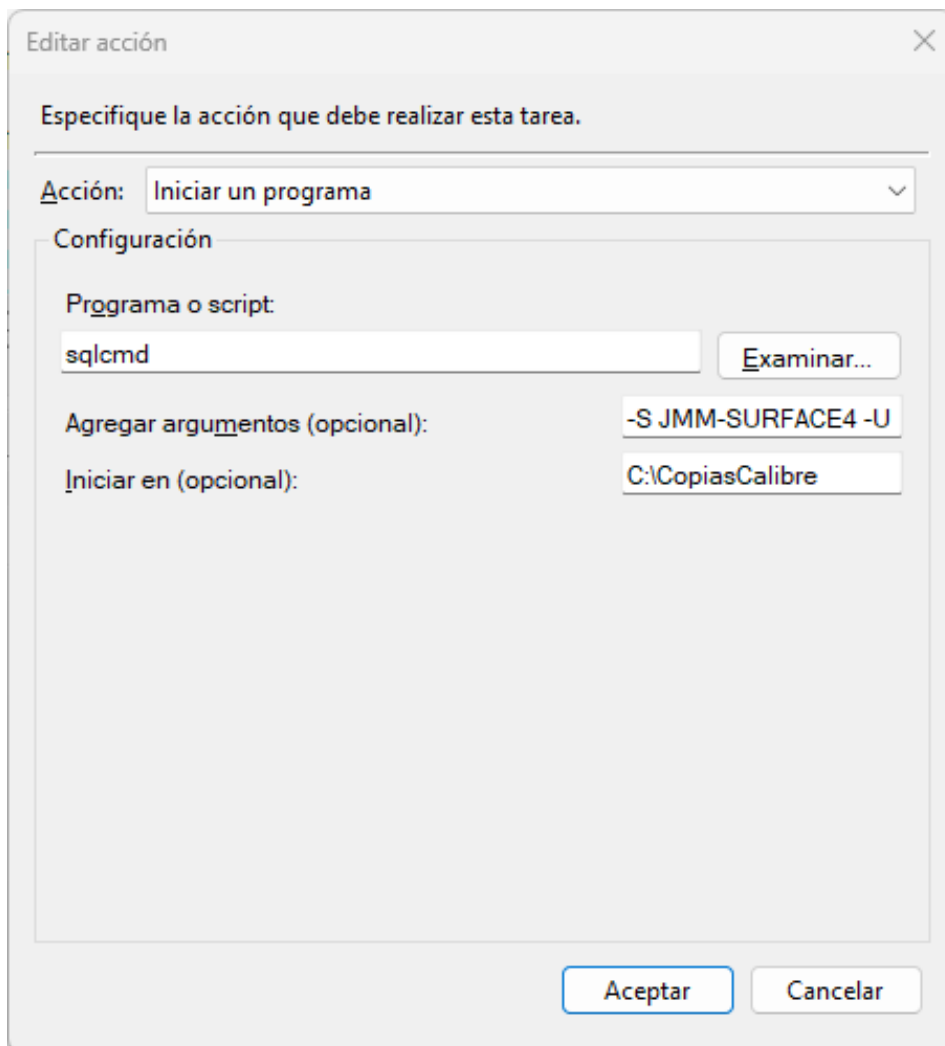 Editar acción
Especifique la acción que debe realizar esta tarea.
Acción: Iniciar un programa
Configuración
Programa o script:
sqlcmd Examinar...
Agregar argumentos (opcional): -S JMM-SURFACE4 -U
Iniciar en (opcional): C:\CopiasCalibre
Aceptar Cancelar